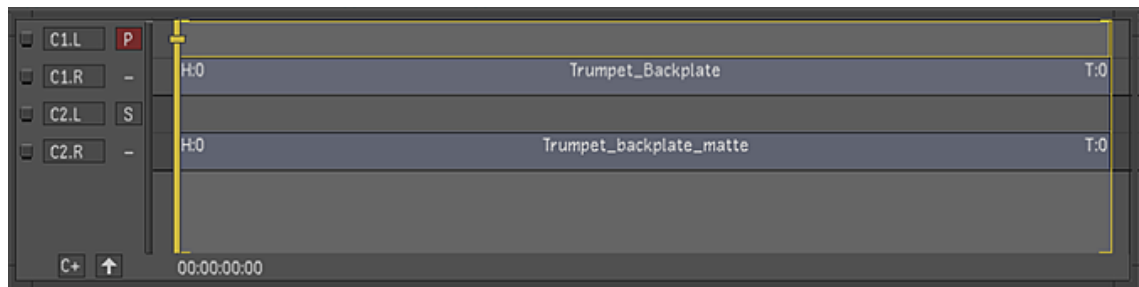 C1.L P
C1.R – H:0 Trumpet_Backplate T:0
C2.L S
C2.R – H:0 Trumpet_backplate_matte T:0
C+ 00:00:00:00